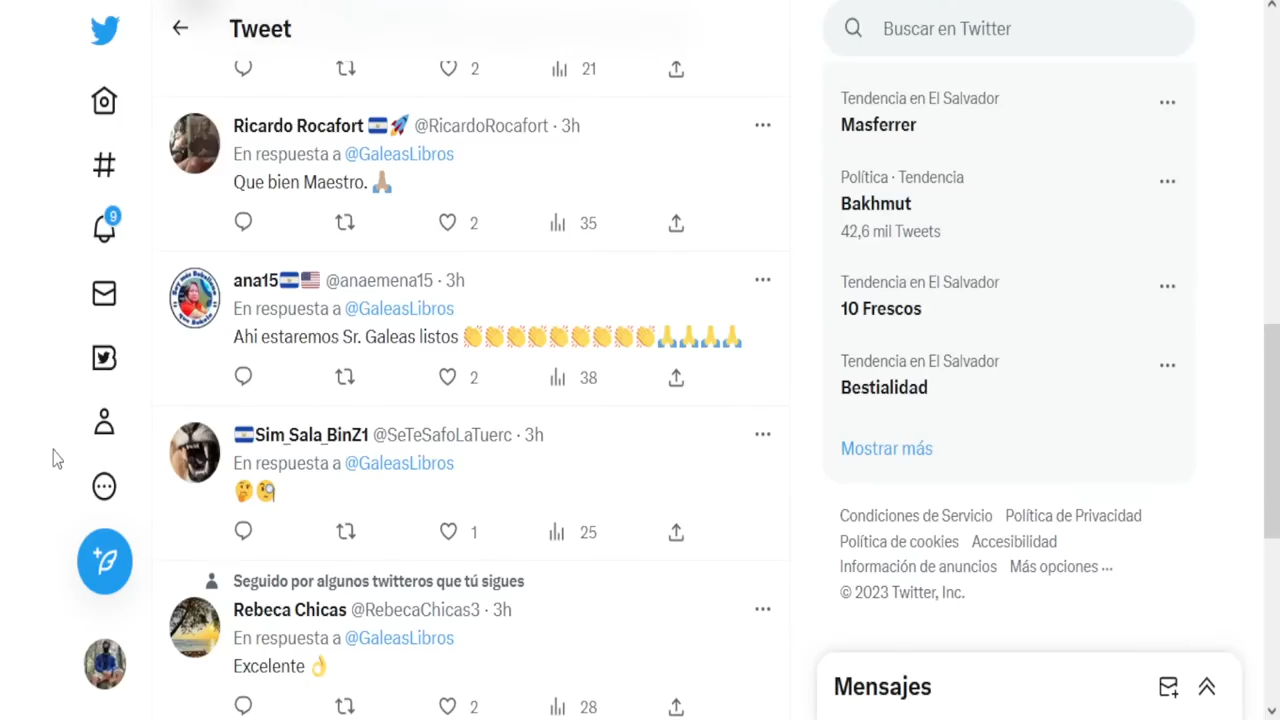 Tweet
2 21
Ricardo Rocafort 🇸🇻🚀 @RicardoRocafort · 3h
En respuesta a @GaleasLibros
Que bien Maestro. 🙏🏽
2 35
ana15🇸🇻🇺🇸 @anaemena15 · 3h
En respuesta a @GaleasLibros
Ahi estaremos Sr. Galeas listos 👏👏👏👏👏👏👏👏👏🙏🙏🙏🙏
2 38
🇸🇻Sim_Sala_BinZ1 @SeTeSafoLaTuerc · 3h
En respuesta a @GaleasLibros
🤔🧐
1 25
Seguido por algunos twitteros que tú sigues
Rebeca Chicas @RebecaChicas3 · 3h
En respuesta a @GaleasLibros
Excelente 👌
2 28
9
Buscar en Twitter
Tendencia en El Salvador
Masferrer
Política · Tendencia
Bakhmut
42,6 mil Tweets
Tendencia en El Salvador
10 Frescos
Tendencia en El Salvador
Bestialidad
Mostrar más
Condiciones de Servicio Política de Privacidad
Política de cookies Accesibilidad
Información de anuncios Más opciones ...
© 2023 Twitter, Inc.
Mensajes